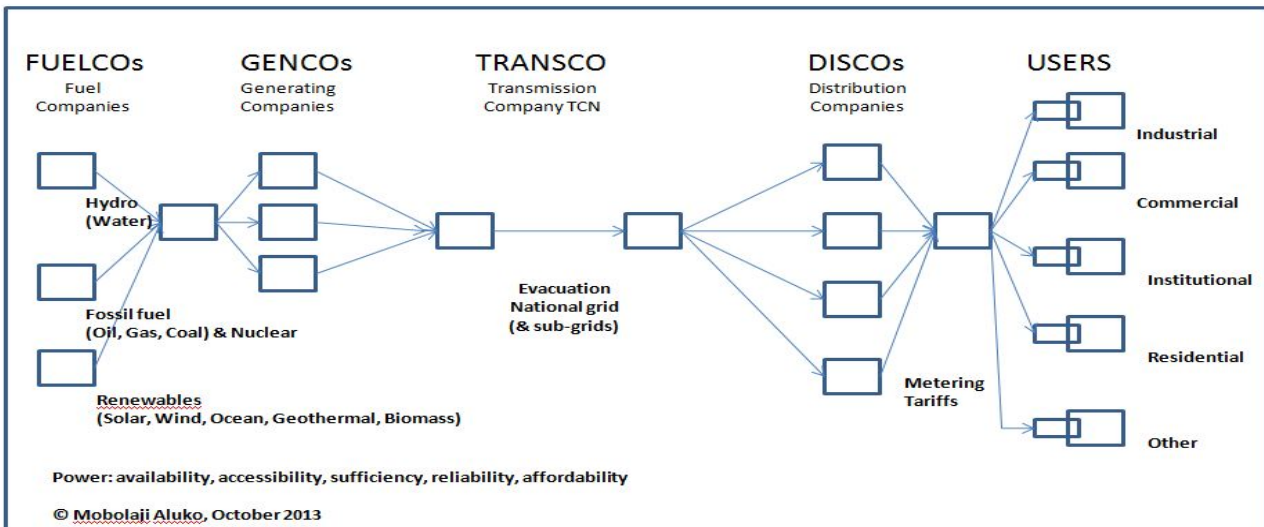 FUELCOs
Fuel
Companies
GENCOs
Generating
Companies
TRANSCO
Transmission
Company TCN
DISCOs
Distribution
Companies
USERS
Hydro
(Water)
Fossil fuel
(Oil, Gas, Coal) & Nuclear
Renewables
(Solar, Wind, Ocean, Geothermal, Biomass)
Evacuation
National grid
(& sub-grids)
Metering
Tariffs
Industrial
Commercial
Institutional
Residential
Other
Power: availability, accessibility, sufficiency, reliability, affordability
© Mobolaji Aluko, October 2013